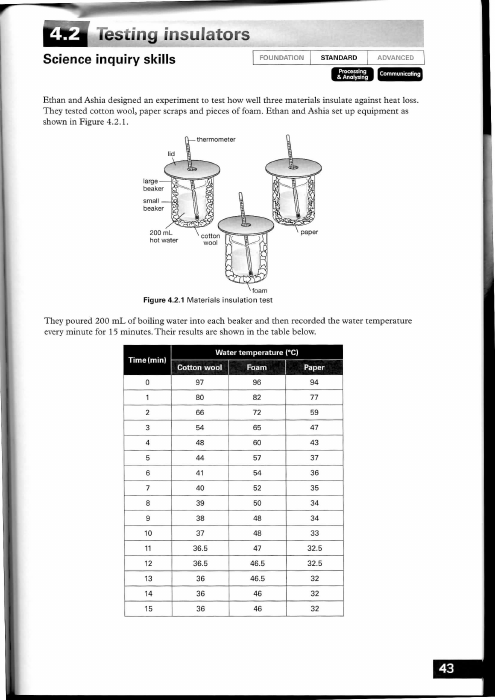 4.2 Testing insulators
Science inquiry skills
FOUNDATION STANDARD ADVANCED
Processing & Analysing Communicating
Ethan and Ashia designed an experiment to test how well three materials insulate against heat loss.
They tested cotton wool, paper scraps and pieces of foam. Ethan and Ashia set up equipment as
shown in Figure 4.2.1.
thermometer
lid
large
beaker
small
beaker
200 mL
hot water
cotton
wool
paper
foam
Figure 4.2.1 Materials insulation test
They poured 200 mL of boiling water into each beaker and then recorded the water temperature
every minute for 15 minutes. Their results are shown in the table below.
Time (min) Water temperature (°C)
Cotton wool Foam Paper
0 97 96 94
1 80 82 77
2 66 72 59
3 54 65 47
4 48 60 43
5 44 57 37
6 41 54 36
7 40 52 35
8 39 50 34
9 38 48 34
10 37 48 33
11 36.5 47 32.5
12 36.5 46.5 32.5
13 36 46.5 32
14 36 46 32
15 36 46 32
43